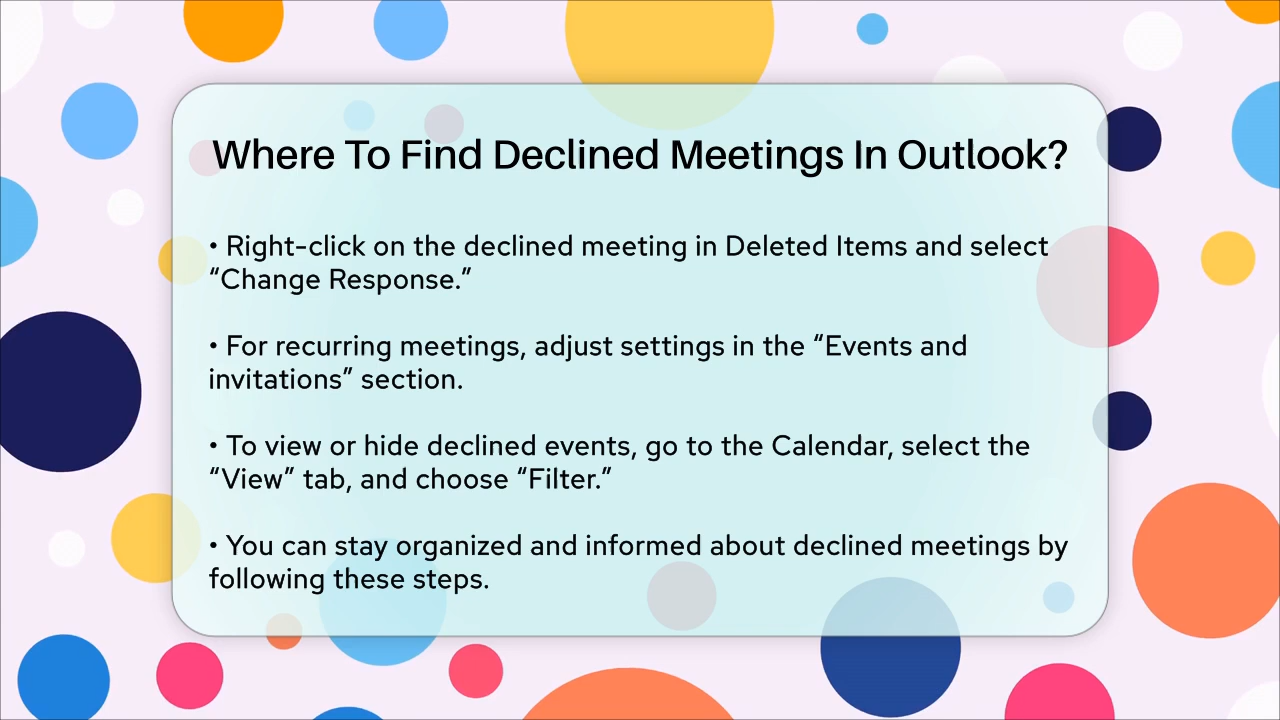 Where To Find Declined Meetings In Outlook?
• Right-click on the declined meeting in Deleted Items and select
“Change Response.”
• For recurring meetings, adjust settings in the “Events and
invitations” section.
• To view or hide declined events, go to the Calendar, select the
“View” tab, and choose “Filter.”
• You can stay organized and informed about declined meetings by
following these steps.